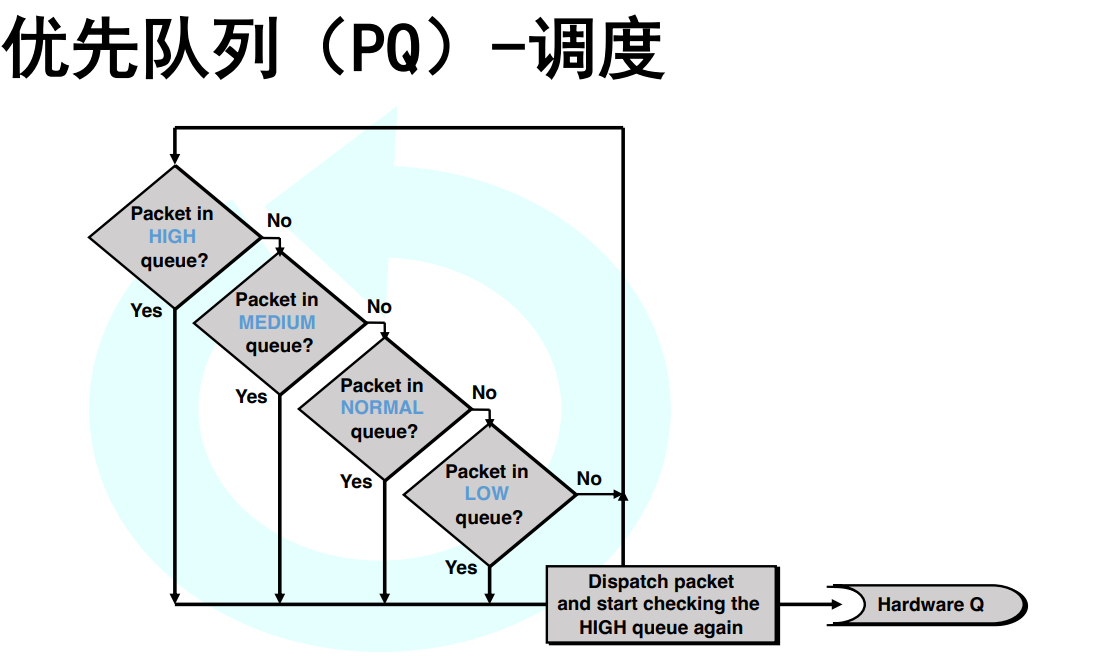 优先队列（PQ）-调度
Packet in
HIGH
queue?
No
Yes
Packet in
MEDIUM
queue?
No
Yes
Packet in
NORMAL
queue?
No
Yes
Packet in
LOW
queue?
No
Yes
Dispatch packet
and start checking the
HIGH queue again
Hardware Q